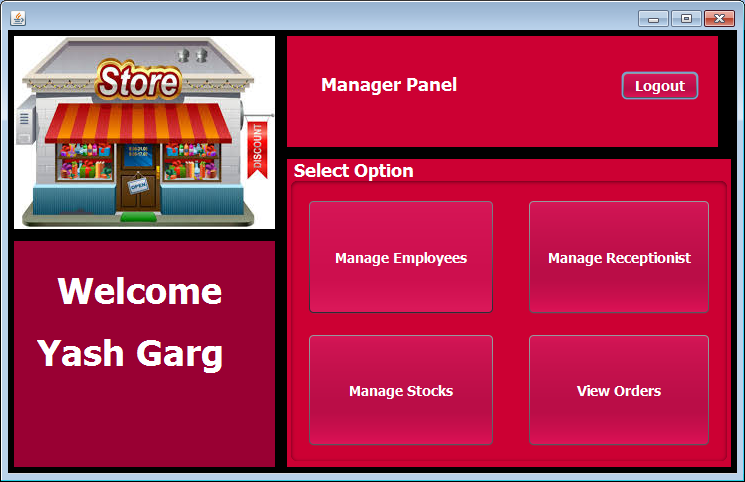 Store
DISCOUNT
OPEN
Welcome
Yash Garg
Manager Panel
Logout
Select Option
Manage Employees
Manage Receptionist
Manage Stocks
View Orders